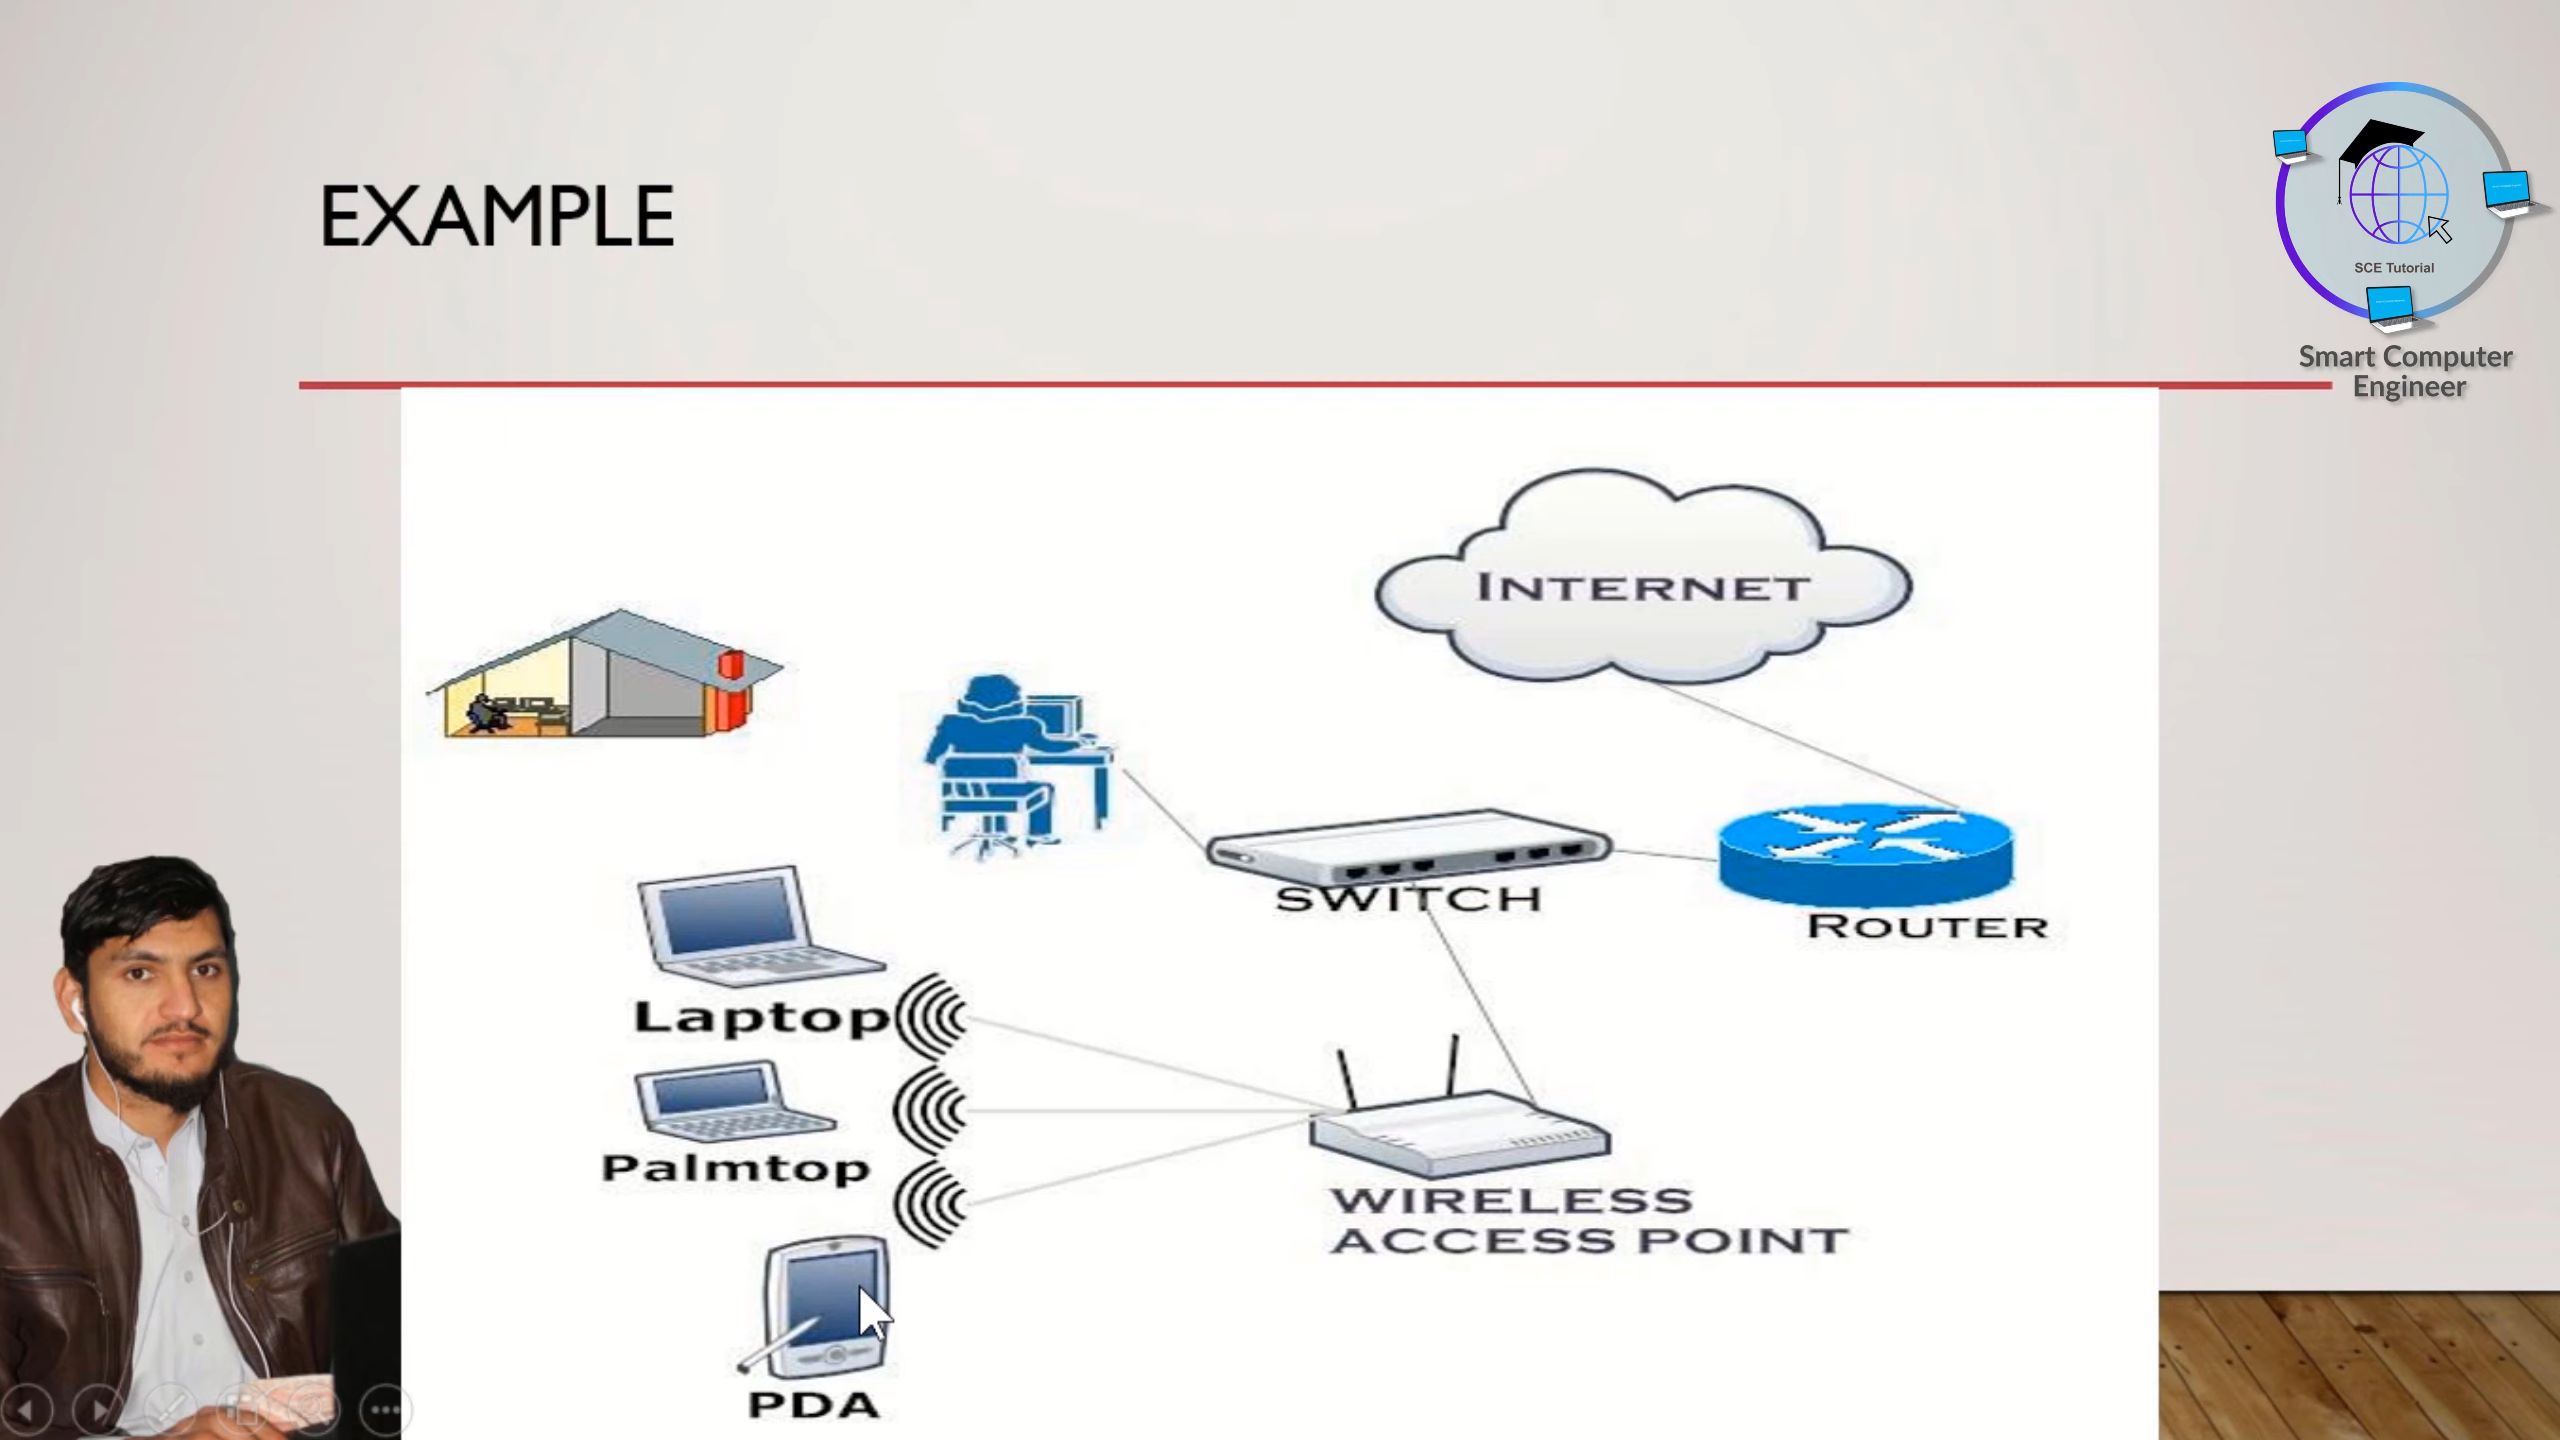 EXAMPLE
SCE Tutorial
Smart Computer
Engineer
INTERNET
SWITCH
ROUTER
Laptop
Palmtop
WIRELESS
ACCESS POINT
PDA